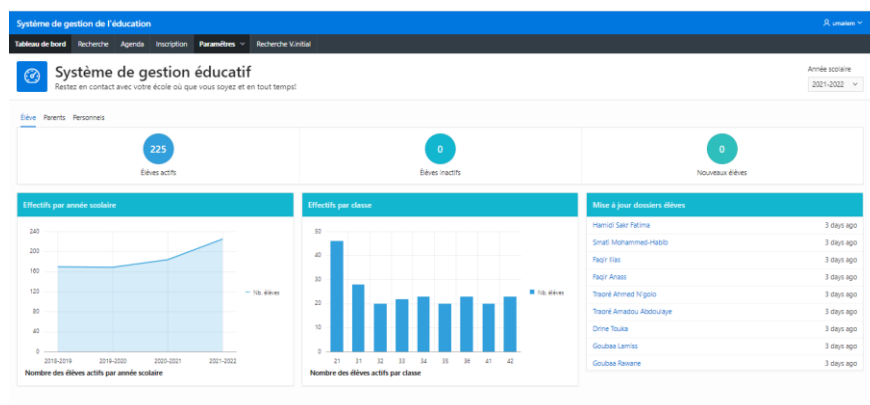 Système de gestion de l'éducation
umalem
Tableau de bord Recherche Agenda Inscription Paramètres Recherche V.initial
Système de gestion éducatif
Restez en contact avec votre école où que vous soyez et en tout temps!
Année scolaire
2021-2022
Élève Parents Personnels
225 0 0
Élèves actifs Élèves inactifs Nouveaux élèves
Effectifs par année scolaire
240
200
160
120
80
40
0
2018-2019 2019-2020 2020-2021 2021-2022
Nb. élèves
Nombre des élèves actifs par année scolaire
Effectifs par classe
50
40
30
20
10
0
21 31 32 33 34 35 36 41 42
Nb. élèves
Nombre des élèves actifs par classe
Mise à jour dossiers élèves
Hamidi Sakr Fatima 3 days ago
Smati Mohammed-Habib 3 days ago
Faqir Ilias 3 days ago
Faqir Anass 3 days ago
Traoré Ahmed N'golo 3 days ago
Traoré Amadou Abdoulaye 3 days ago
Drine Touka 3 days ago
Goubaa Lamiss 3 days ago
Goubaa Rawane 3 days ago